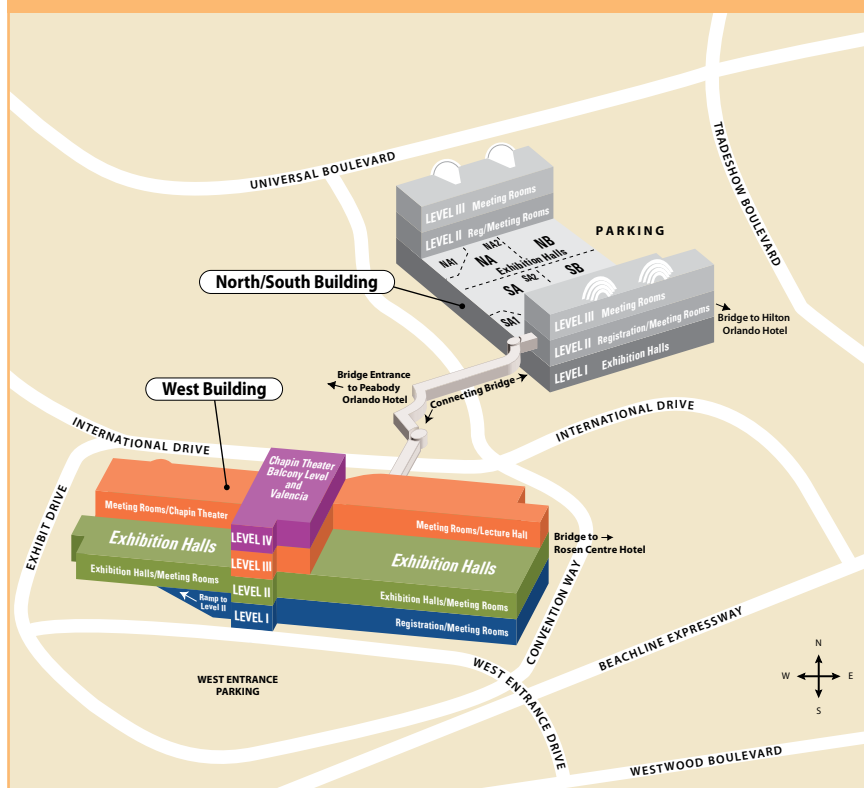 UNIVERSAL BOULEVARD
TRADESHOW BOULEVARD
LEVEL III Meeting Rooms
LEVEL II Reg/Meeting Rooms
PARKING
NA1
NA2
NA
NB
Exhibition Halls
SA
SA2
SB
SA1
North/South Building
LEVEL III Meeting Rooms
LEVEL II Registration/Meeting Rooms
LEVEL I Exhibition Halls
Bridge to Hilton
Orlando Hotel
Bridge Entrance
to Peabody
Orlando Hotel
Connecting Bridge
West Building
INTERNATIONAL DRIVE
INTERNATIONAL DRIVE
EXHIBIT DRIVE
Chapin Theater
Balcony Level
and
Valencia
Meeting Rooms/Chapin Theater
Meeting Rooms/Lecture Hall
LEVEL IV
Exhibition Halls
LEVEL III
Exhibition Halls
Bridge to
Rosen Centre Hotel
Exhibition Halls/Meeting Rooms
LEVEL II
Exhibition Halls/Meeting Rooms
Ramp to
Level II
LEVEL I
Registration/Meeting Rooms
CONVENTION WAY
BEACHLINE EXPRESSWAY
WEST ENTRANCE
PARKING
WEST ENTRANCE DRIVE
WESTWOOD BOULEVARD
N
W
E
S